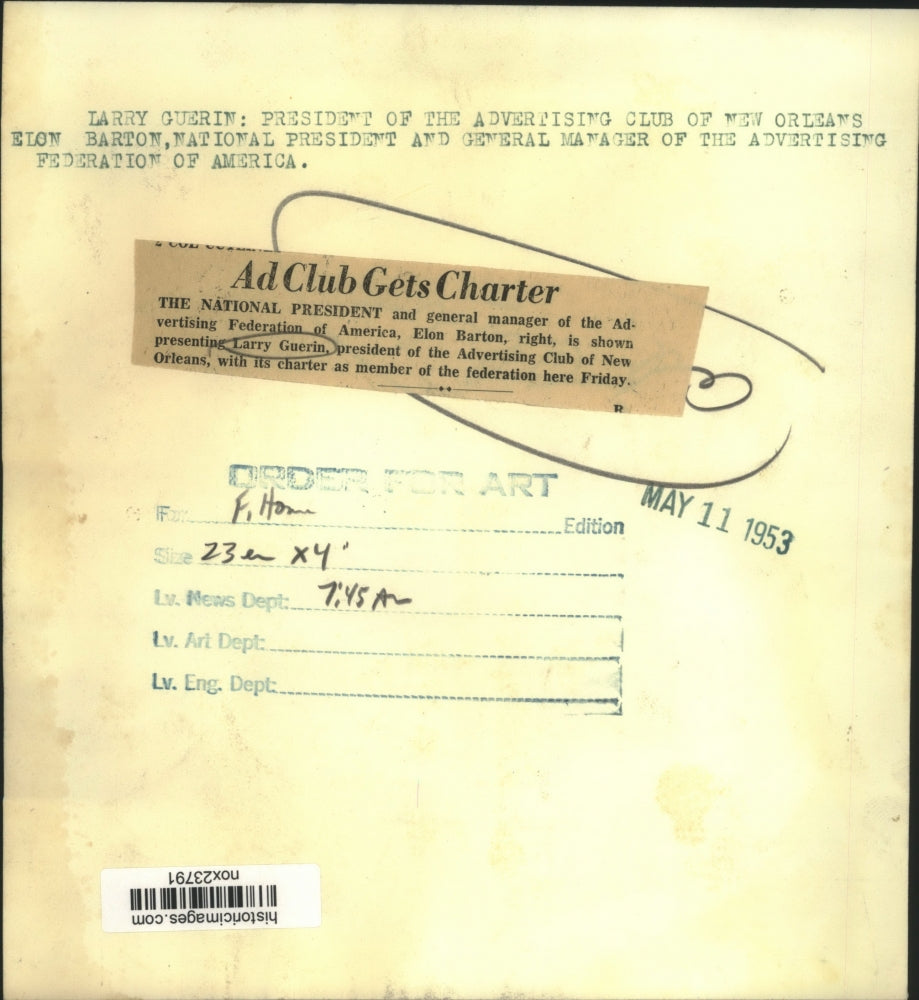 LARRY GUERIN: PRESIDENT OF THE ADVERTISING CLUB OF NEW ORLEANS
ELON BARTON,NATIONAL PRESIDENT AND GENERAL MANAGER OF THE ADVERTISING
FEDERATION OF AMERICA.
2 COL
Ad Club Gets Charter
THE NATIONAL PRESIDENT and general manager of the Ad-
vertising Federation of America, Elon Barton, right, is shown
presenting Larry Guerin, president of the Advertising Club of New
Orleans, with its charter as member of the federation here Friday.
R
ORDER FOR ART
For F. Edition
MAY 11 1953
Size 23 em x 4"
Lv. News Dept: 7:45 Am
Lv. Art Dept:
Lv. Eng. Dept:
nox23791
historicimages.com